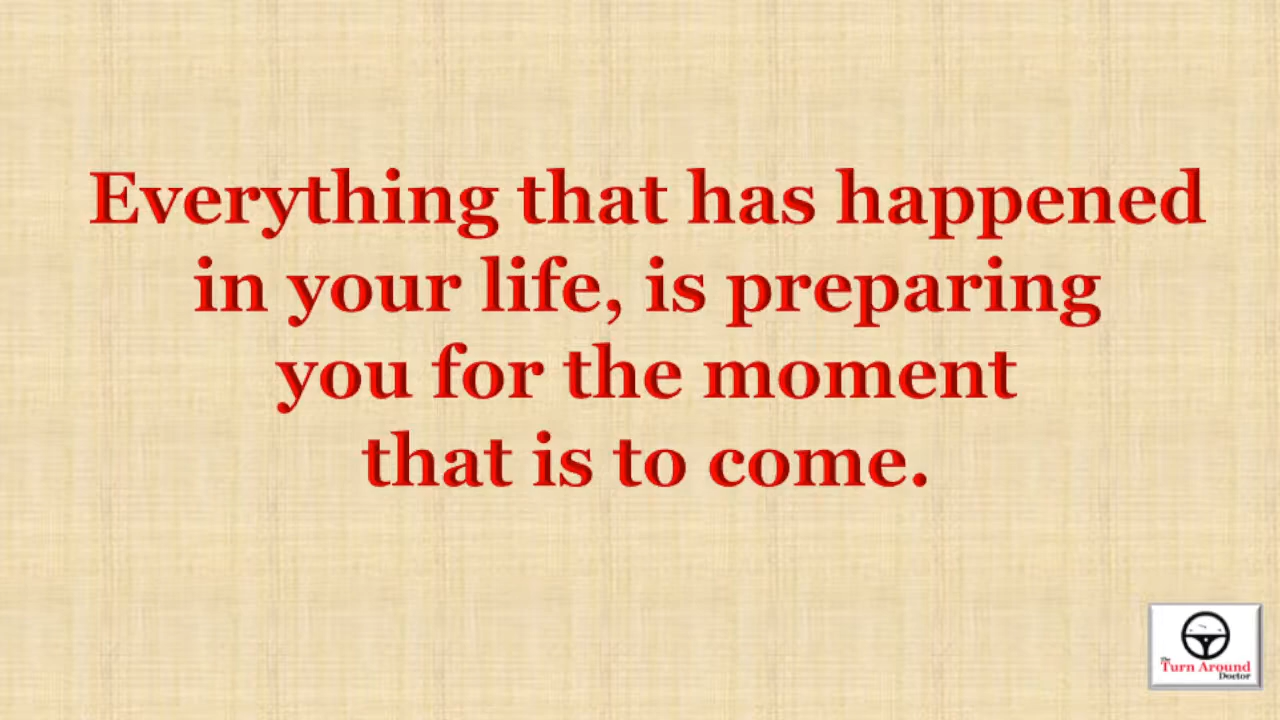 Everything that has happened
in your life, is preparing
you for the moment
that is to come.
The
Turn Around
Doctor